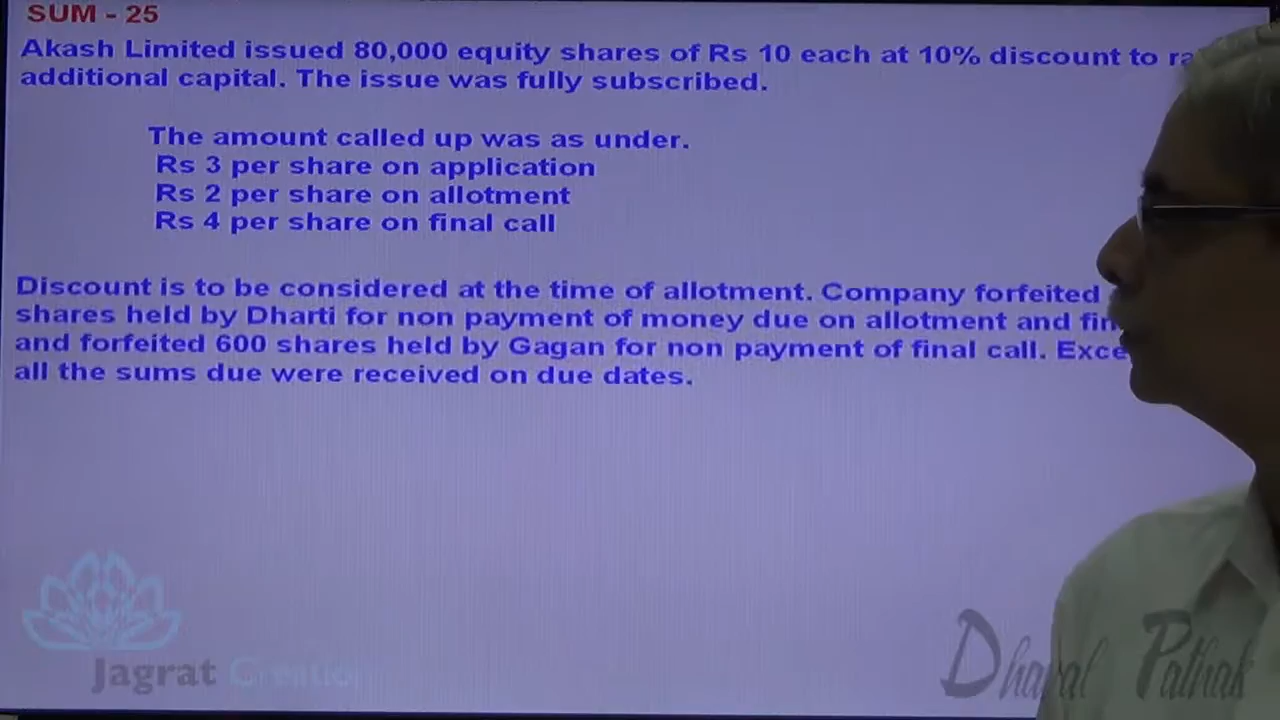 SUM - 25
Akash Limited issued 80,000 equity shares of Rs 10 each at 10% discount to
additional capital. The issue was fully subscribed.
The amount called up was as under.
Rs 3 per share on application
Rs 2 per share on allotment
Rs 4 per share on final call
Discount is to be considered at the time of allotment. Company forfeited
shares held by Dharti for non payment of money due on allotment and
and forfeited 600 shares held by Gagan for non payment of final call.
all the sums due were received on due dates.
Jagrat Creation
Dhaval Pathak